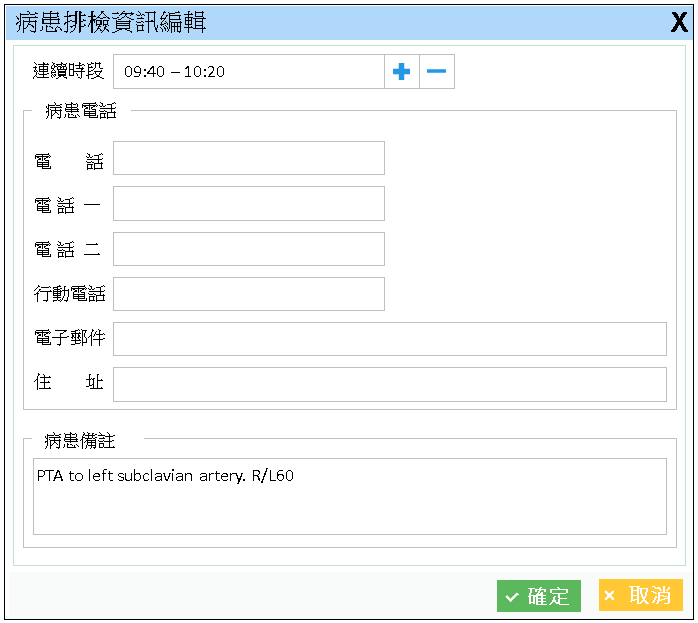 病患排檢資訊編輯 X
連續時段 09:40 – 10:20
病患電話
電話
電話一
電話二
行動電話
電子郵件
住址
病患備註
PTA to left subclavian artery. R/L60
確定 取消